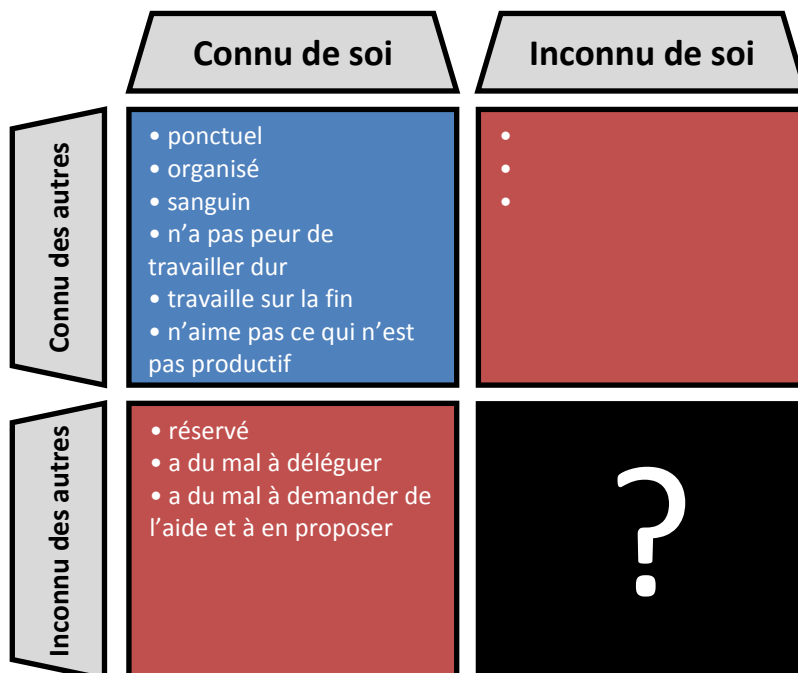 Connu de soi
Inconnu de soi
Connu des autres
• ponctuel
• organisé
• sanguin
• n’a pas peur de
travailler dur
• travaille sur la fin
• n’aime pas ce qui n’est
pas productif
•
•
•
Inconnu des autres
• réservé
• a du mal à déléguer
• a du mal à demander de
l’aide et à en proposer
?